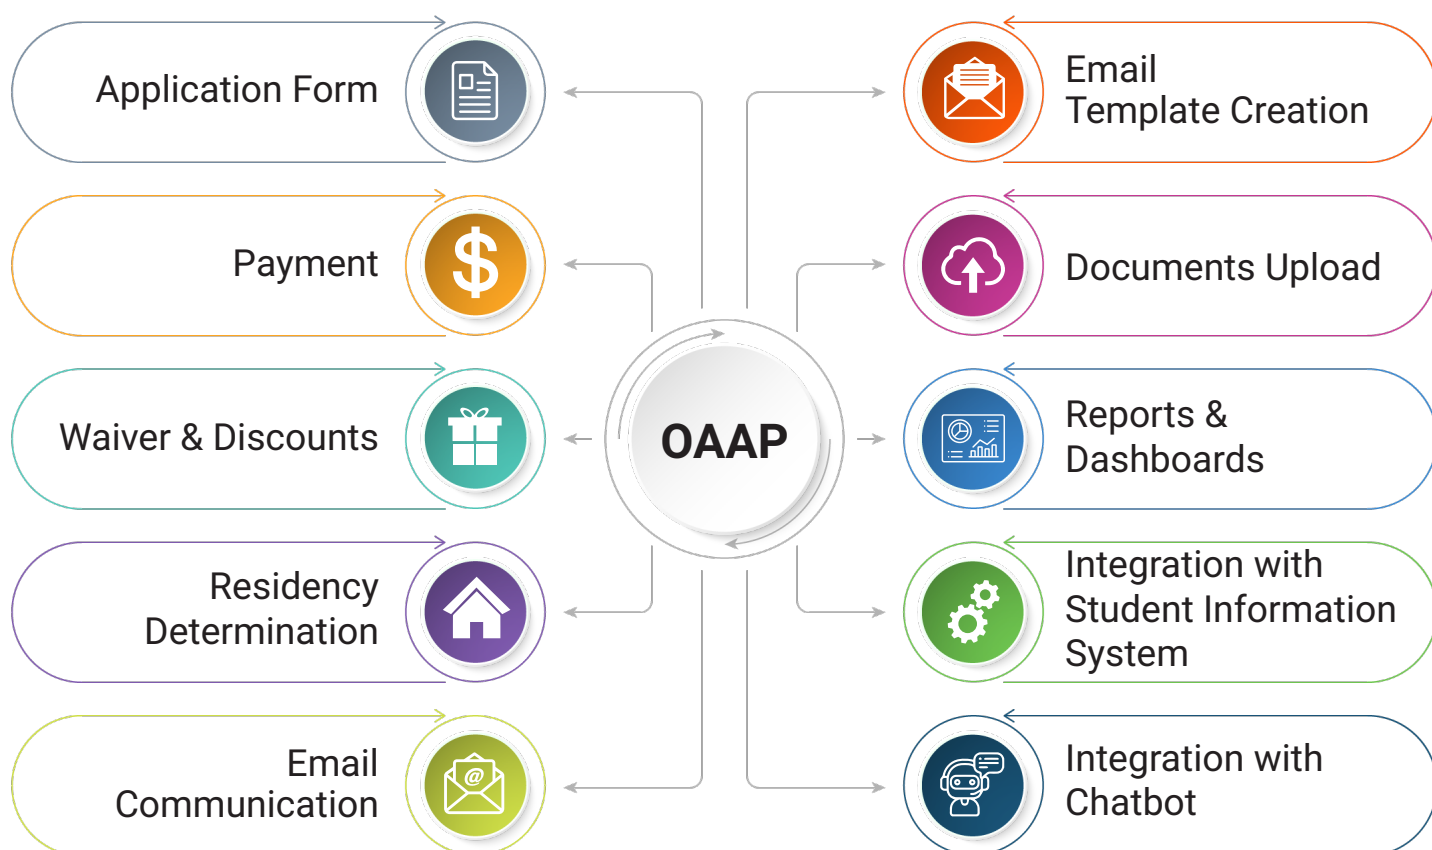 Application Form
Payment
Waiver & Discounts
Residency
Determination
@
Email
Communication
OAAP
Email
Template Creation
Documents Upload
Reports &
Dashboards
Integration with
Student Information
System
Integration with
Chatbot